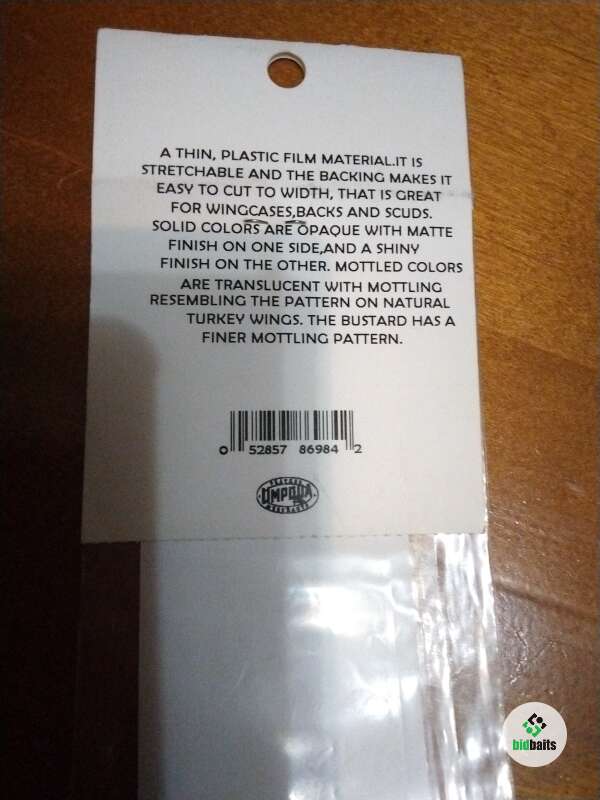 A THIN, PLASTIC FILM MATERIAL.IT IS
STRETCHABLE AND THE BACKING MAKES IT
EASY TO CUT TO WIDTH, THAT IS GREAT
FOR WINGCASES,BACKS AND SCUDS.
SOLID COLORS ARE OPAQUE WITH MATTE
FINISH ON ONE SIDE,AND A SHINY
FINISH ON THE OTHER. MOTTLED COLORS
ARE TRANSLUCENT WITH MOTTLING
RESEMBLING THE PATTERN ON NATURAL
TURKEY WINGS. THE BUSTARD HAS A
FINER MOTTLING PATTERN.
0 52857 86984 2
UMPQUA
bidbaits